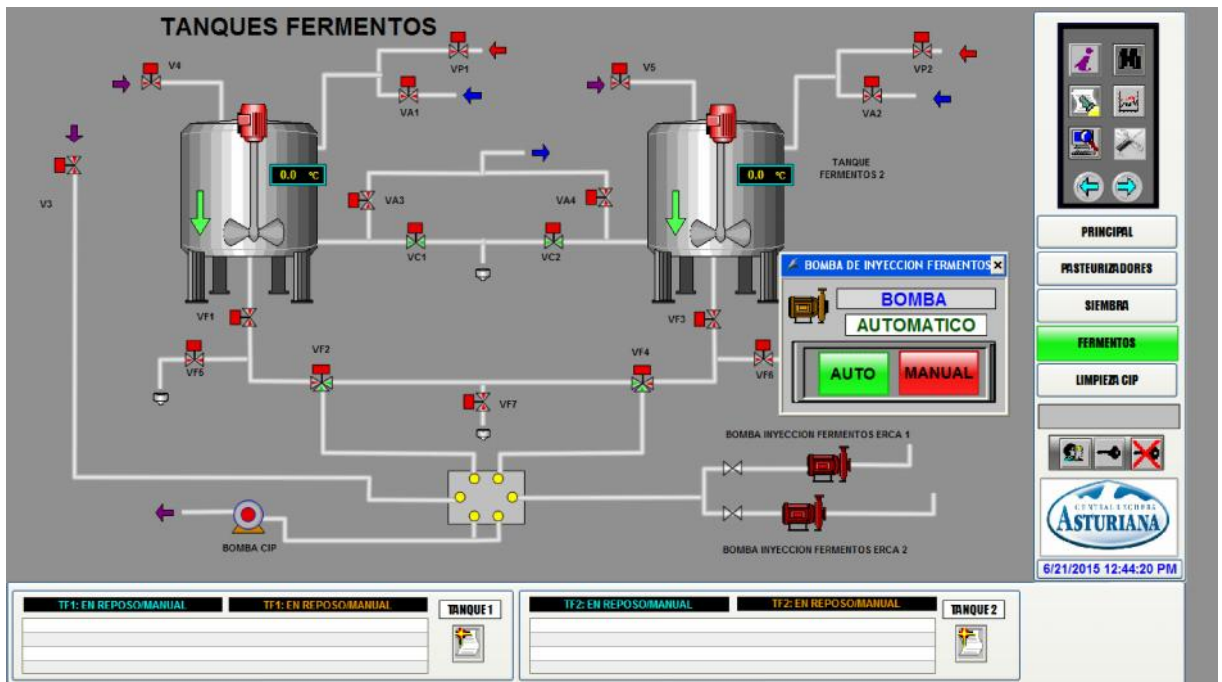 TANQUES FERMENTOS
V4
VP1
VA1
V5
VP2
VA2
V3
0.0 ºC
VA3
VA4
0.0 ºC
TANQUE
FERMENTOS 2
VC1
VC2
VF1
VF2
VF3
VF4
VF5
VF6
VF7
BOMBA DE INYECCION FERMENTOS
BOMBA
AUTOMATICO
AUTO
MANUAL
BOMBA INYECCION FERMENTOS ERCA 1
BOMBA INYECCION FERMENTOS ERCA 2
BOMBA CIP
PRINCIPAL
PASTEURIZADORES
SIEMBRA
FERMENTOS
LIMPIEZA CIP
CENTRAL LECHERA
ASTURIANA
6/21/2015 12:44:20 PM
TF1: EN REPOSO/MANUAL
TF1: EN REPOSO/MANUAL
TANQUE 1
TF2: EN REPOSO/MANUAL
TF2: EN REPOSO/MANUAL
TANQUE 2